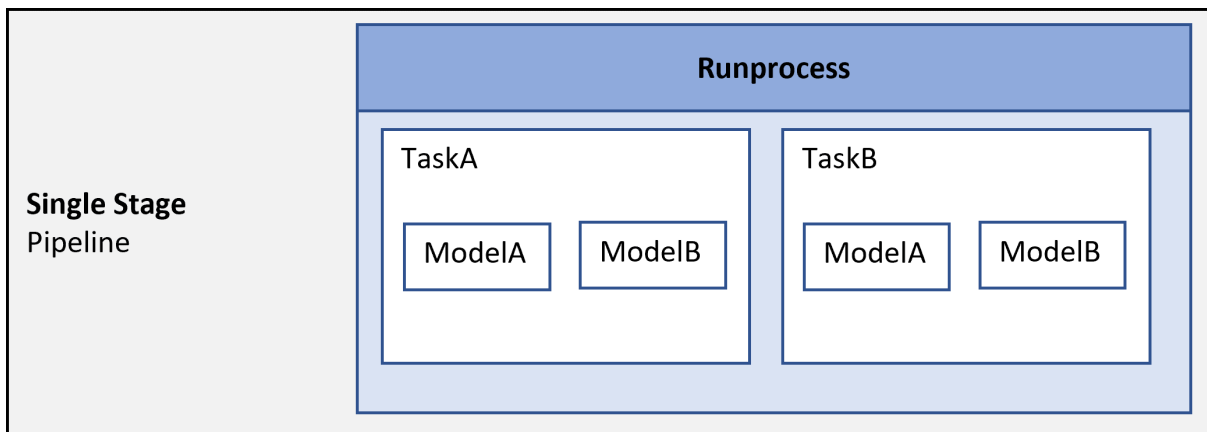 Runprocess
TaskA
TaskB
Single Stage
Pipeline
ModelA
ModelB
ModelA
ModelB